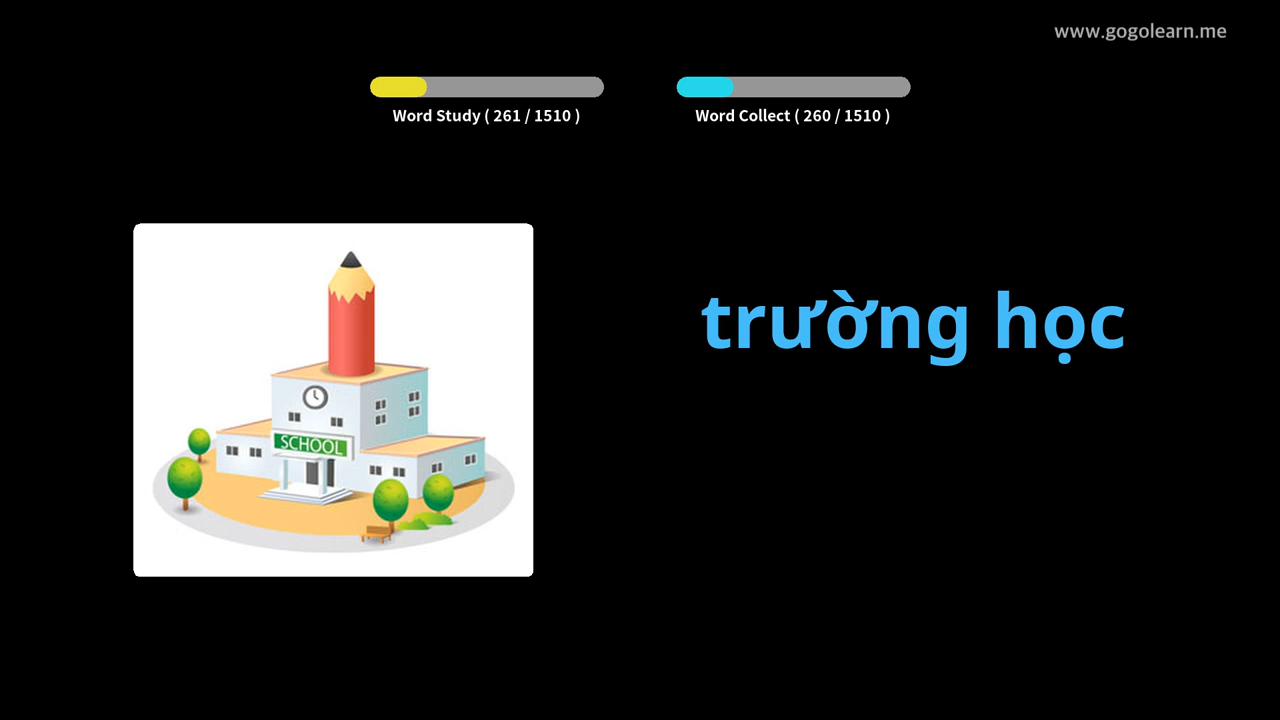 www.gogolearn.me
Word Study ( 261 / 1510 )
Word Collect ( 260 / 1510 )
trường học
SCHOOL